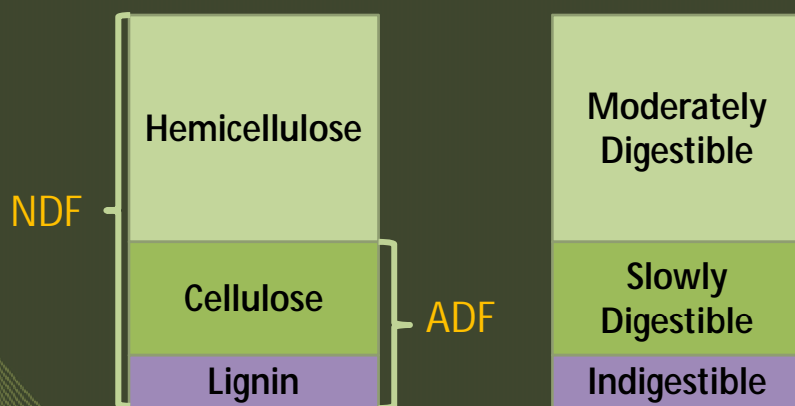 Hemicellulose
Moderately
Digestible
NDF
Cellulose
ADF
Slowly
Digestible
Lignin
Indigestible